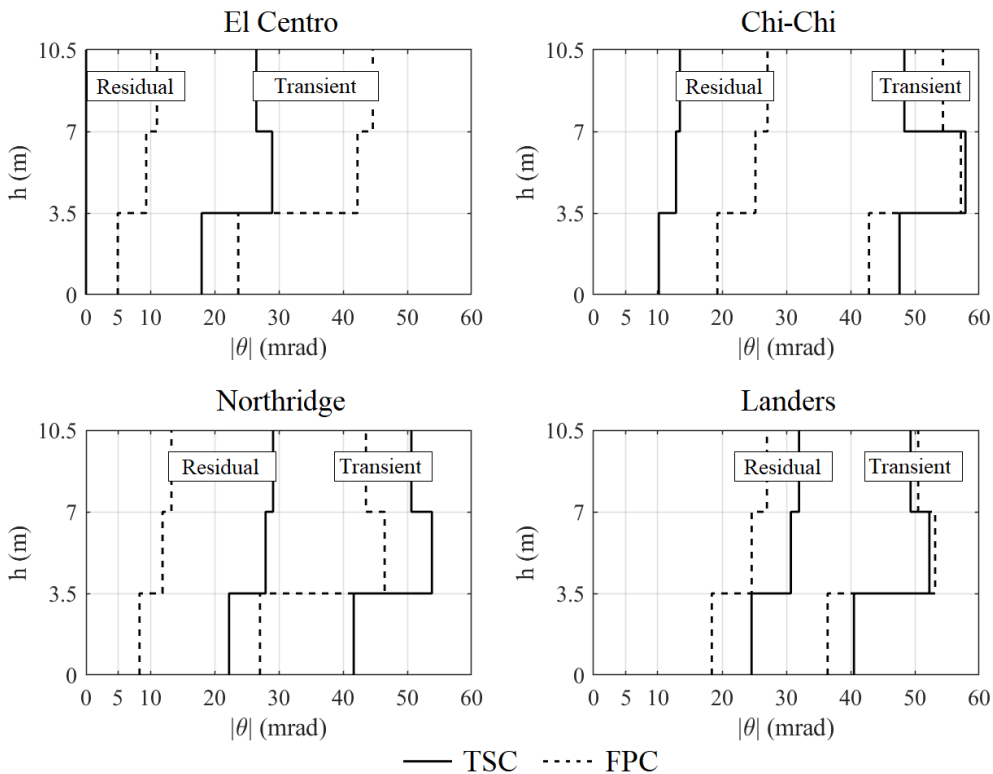 El Centro
Chi-Chi
10.5
7
3.5
0
h (m)
Residual
Transient
0 5 10 20 30 40 50 60
|θ| (mrad)
10.5
7
3.5
0
h (m)
Residual
Transient
0 5 10 20 30 40 50 60
|θ| (mrad)
Northridge
Landers
10.5
7
3.5
0
h (m)
Residual
Transient
0 5 10 20 30 40 50 60
|θ| (mrad)
10.5
7
3.5
0
h (m)
Residual
Transient
0 5 10 20 30 40 50 60
|θ| (mrad)
TSC FPC